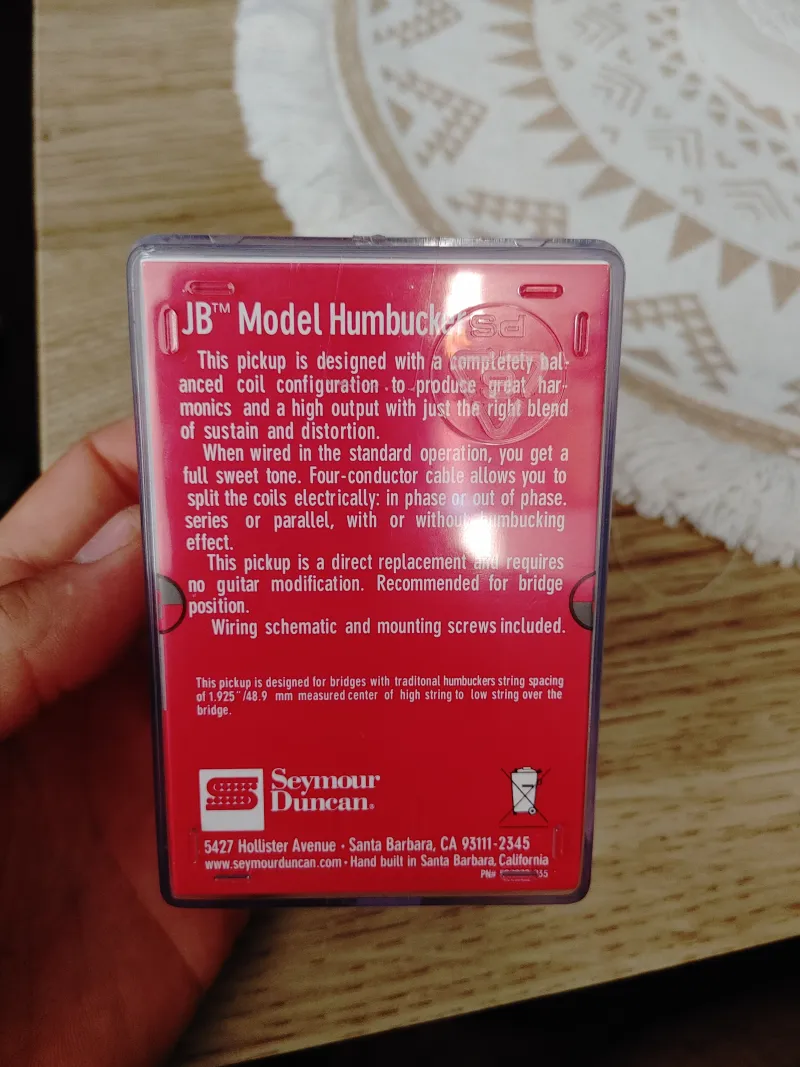 JB™ Model Humbucker
This pickup is designed with a completely bal-
anced coil configuration to produce great har-
monics and a high output with just the right blend
of sustain and distortion.
When wired in the standard operation, you get a
full sweet tone. Four-conductor cable allows you to
split the coils electrically: in phase or out of phase.
series or parallel, with or without humbucking
effect.
This pickup is a direct replacement and requires
no guitar modification. Recommended for bridge
position.
Wiring schematic and mounting screws included.
This pickup is designed for bridges with traditonal humbuckers string spacing
of 1.925"/48.9 mm measured center of high string to low string over the
bridge.
Seymour
Duncan®
5427 Hollister Avenue · Santa Barbara, CA 93111-2345
www.seymourduncan.com · Hand built in Santa Barbara, California
PN#
PS